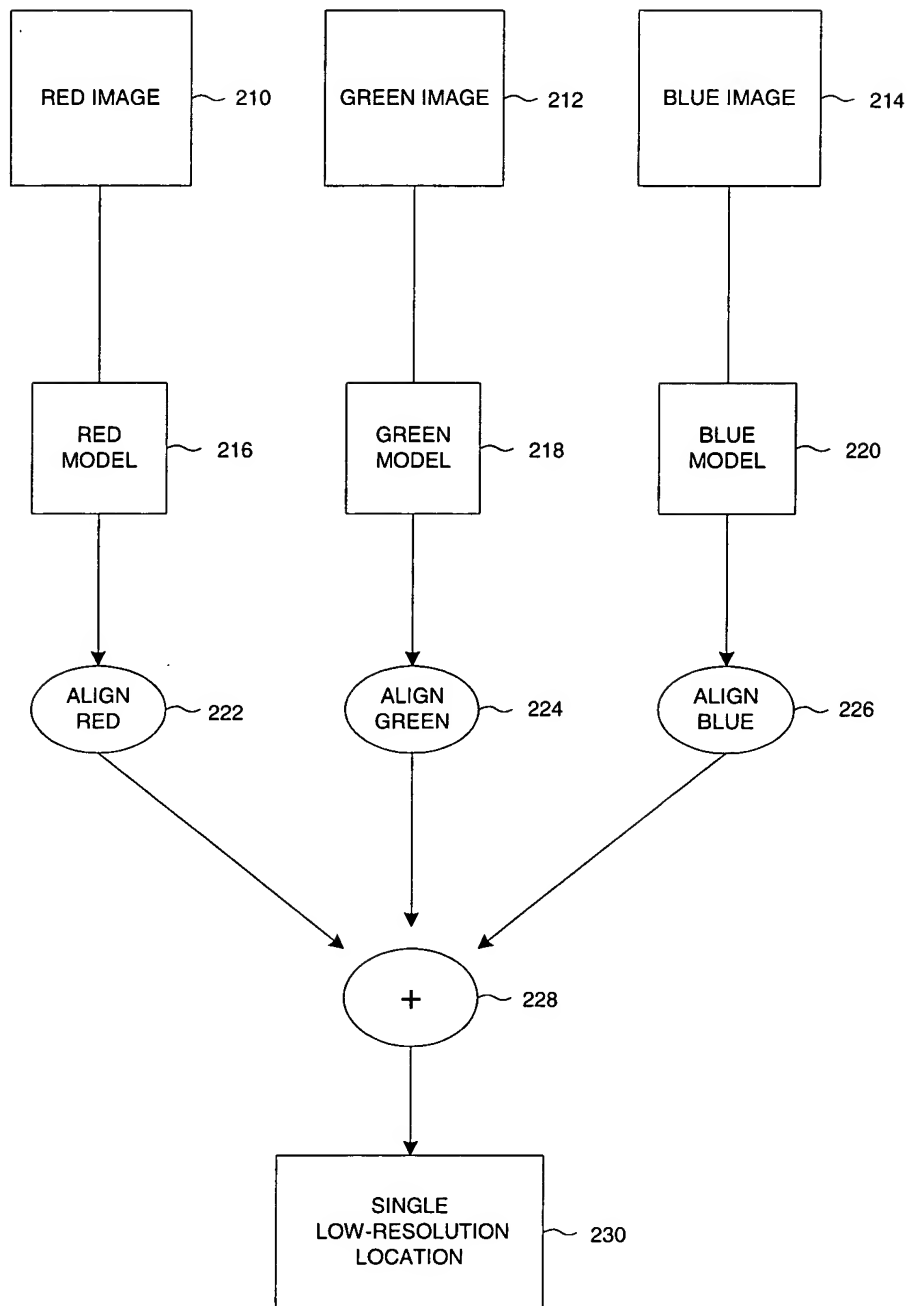 RED IMAGE
210
GREEN IMAGE
212
BLUE IMAGE
214
RED
MODEL
216
GREEN
MODEL
218
BLUE
MODEL
220
ALIGN
RED
222
ALIGN
GREEN
224
ALIGN
BLUE
226
+
228
SINGLE
LOW-RESOLUTION
LOCATION
230